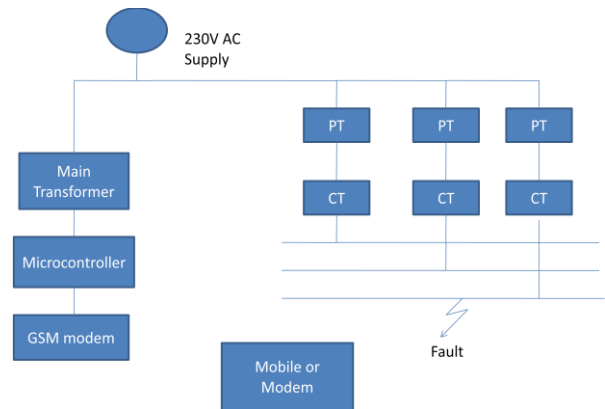 230V AC
Supply
PT
PT
PT
Main
Transformer
CT
CT
CT
Microcontroller
GSM modem
Fault
Mobile or
Modem